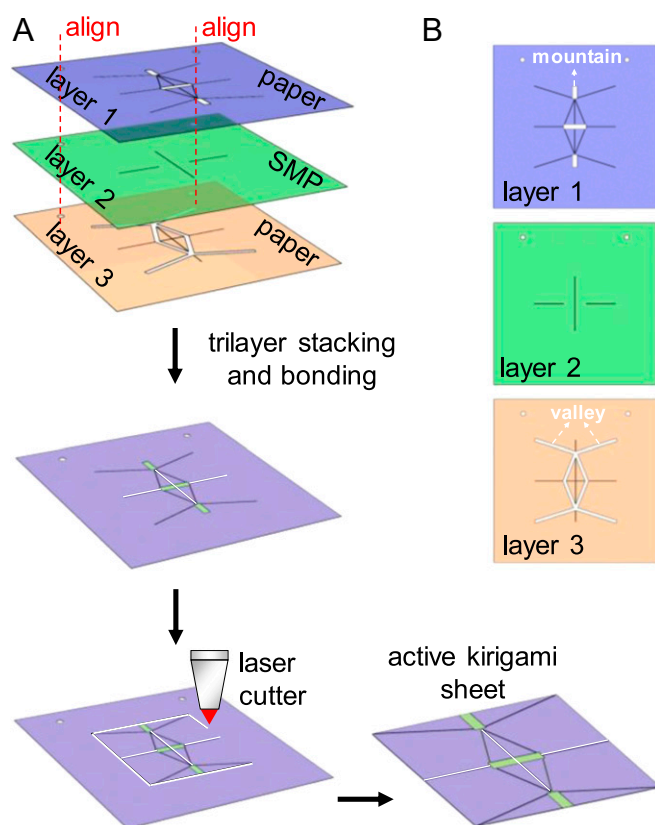 A
align
align
B
layer 1
paper
layer 2
SMP
layer 3
paper
mountain
layer 1
layer 2
valley
layer 3
trilayer stacking
and bonding
laser
cutter
active kirigami
sheet